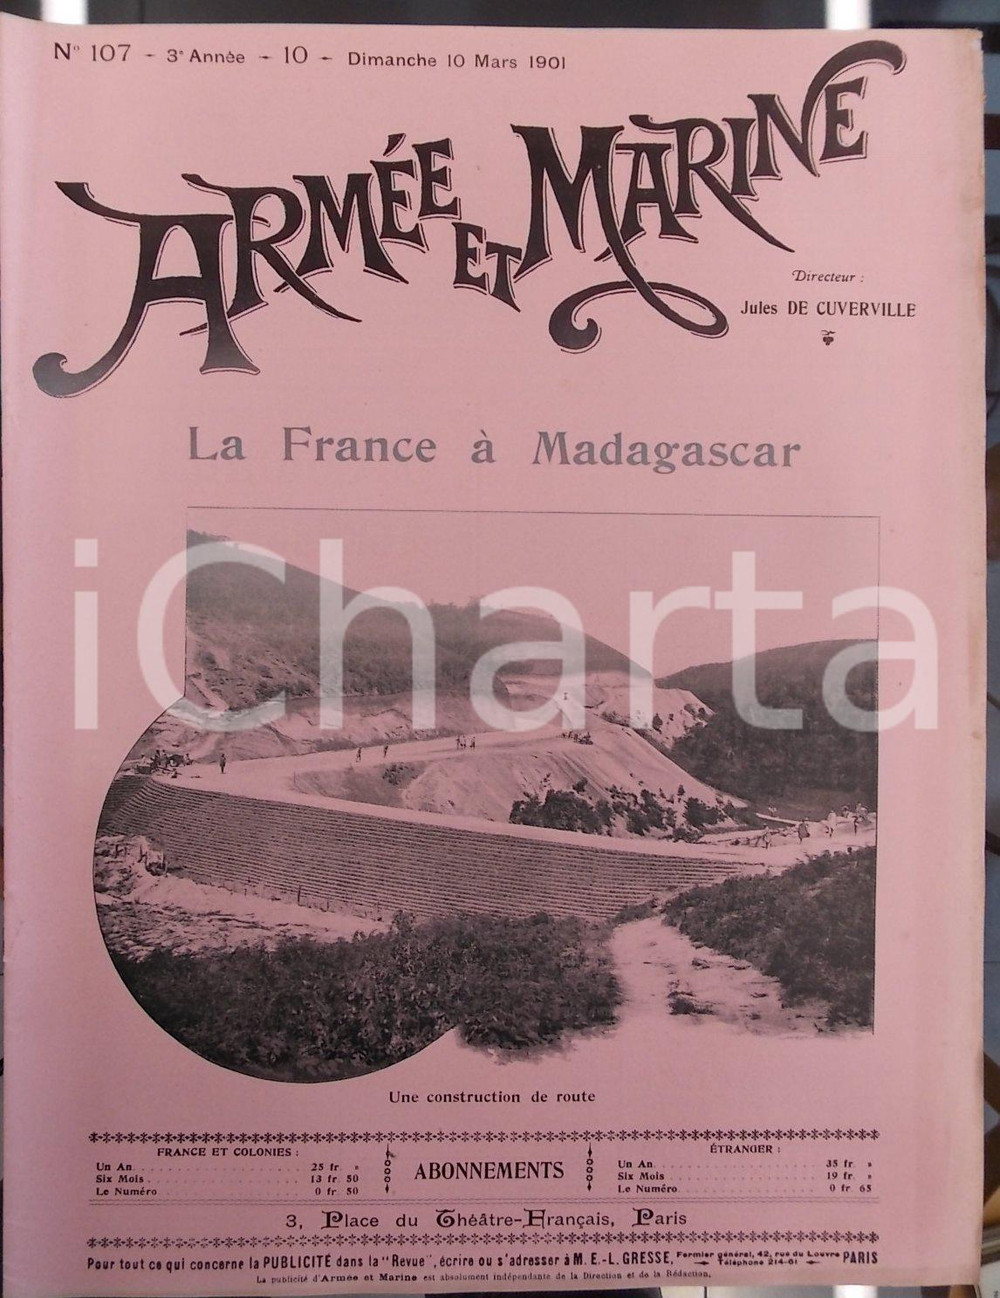 Nº 107 - 3e Année - 10 - Dimanche 10 Mars 1901
ARMÉE ET MARINE
Directeur :
Jules DE CUVERVILLE
La France à Madagascar
iCharta
Une construction de route
FRANCE ET COLONIES :
Un An. 25 fr. »
Six Mois 13 fr. 50
Le Numéro 0 fr. 50
ABONNEMENTS
ÉTRANGER :
Un An. 35 fr. »
Six Mois 19 fr. »
Le Numéro 0 fr. 65
3, Place du Théâtre-Français, Paris
Pour tout ce qui concerne la PUBLICITÉ dans la "Revue", écrire ou s'adresser à M. E.-L. GRESSE, Fermier général, 42, rue du Louvre PARIS
Téléphone 214-61
La publicité d'Armée et Marine est absolument indépendante de la Direction et de la Rédaction.